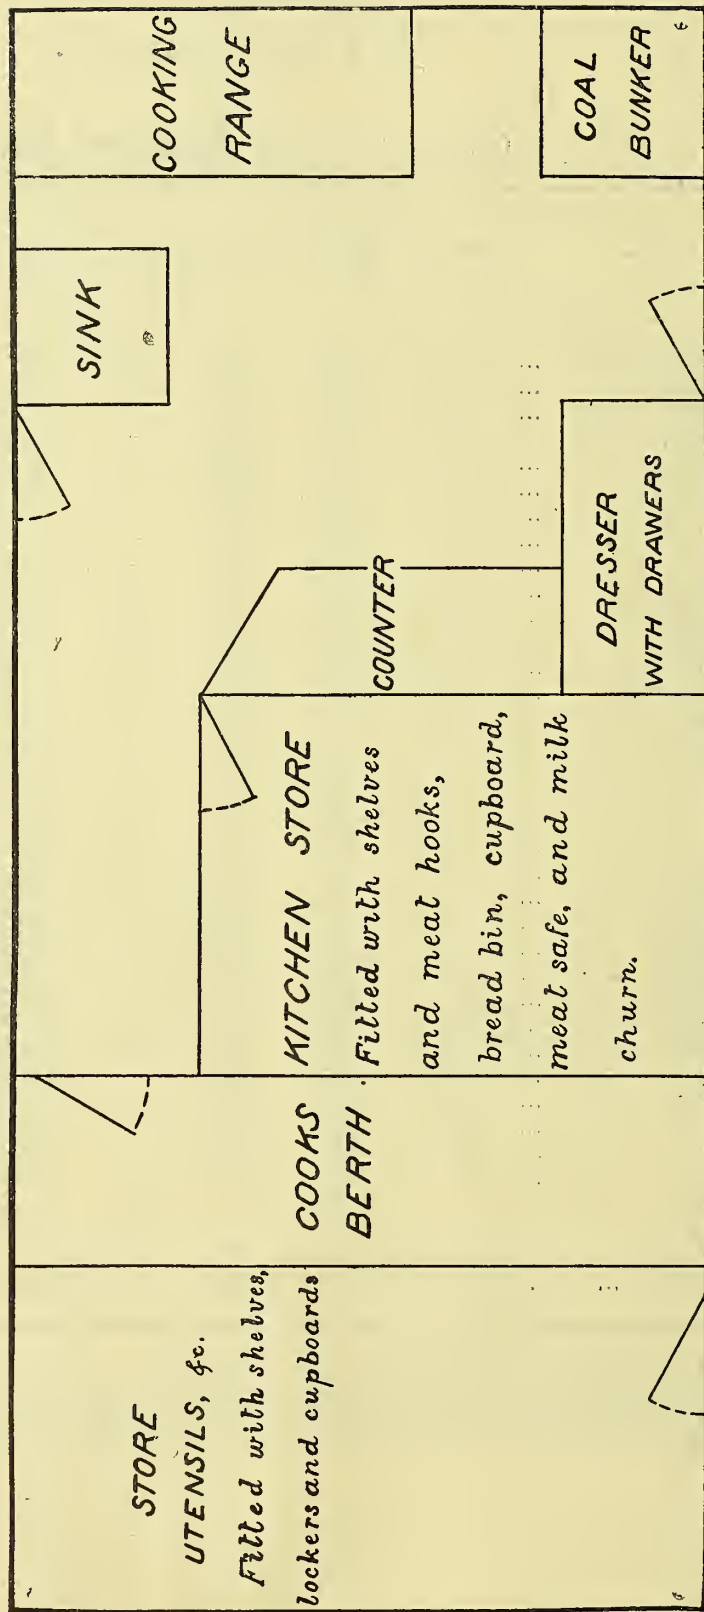 STORE
UTENSILS, &c.
Fitted with shelves,
lockers and cupboards
COOKS
BERTH
KITCHEN STORE
Fitted with shelves
and meat hooks,
bread bin, cupboard,
meat safe, and milk
churn.
COUNTER
DRESSER
WITH DRAWERS
SINK
COOKING
RANGE
COAL
BUNKER